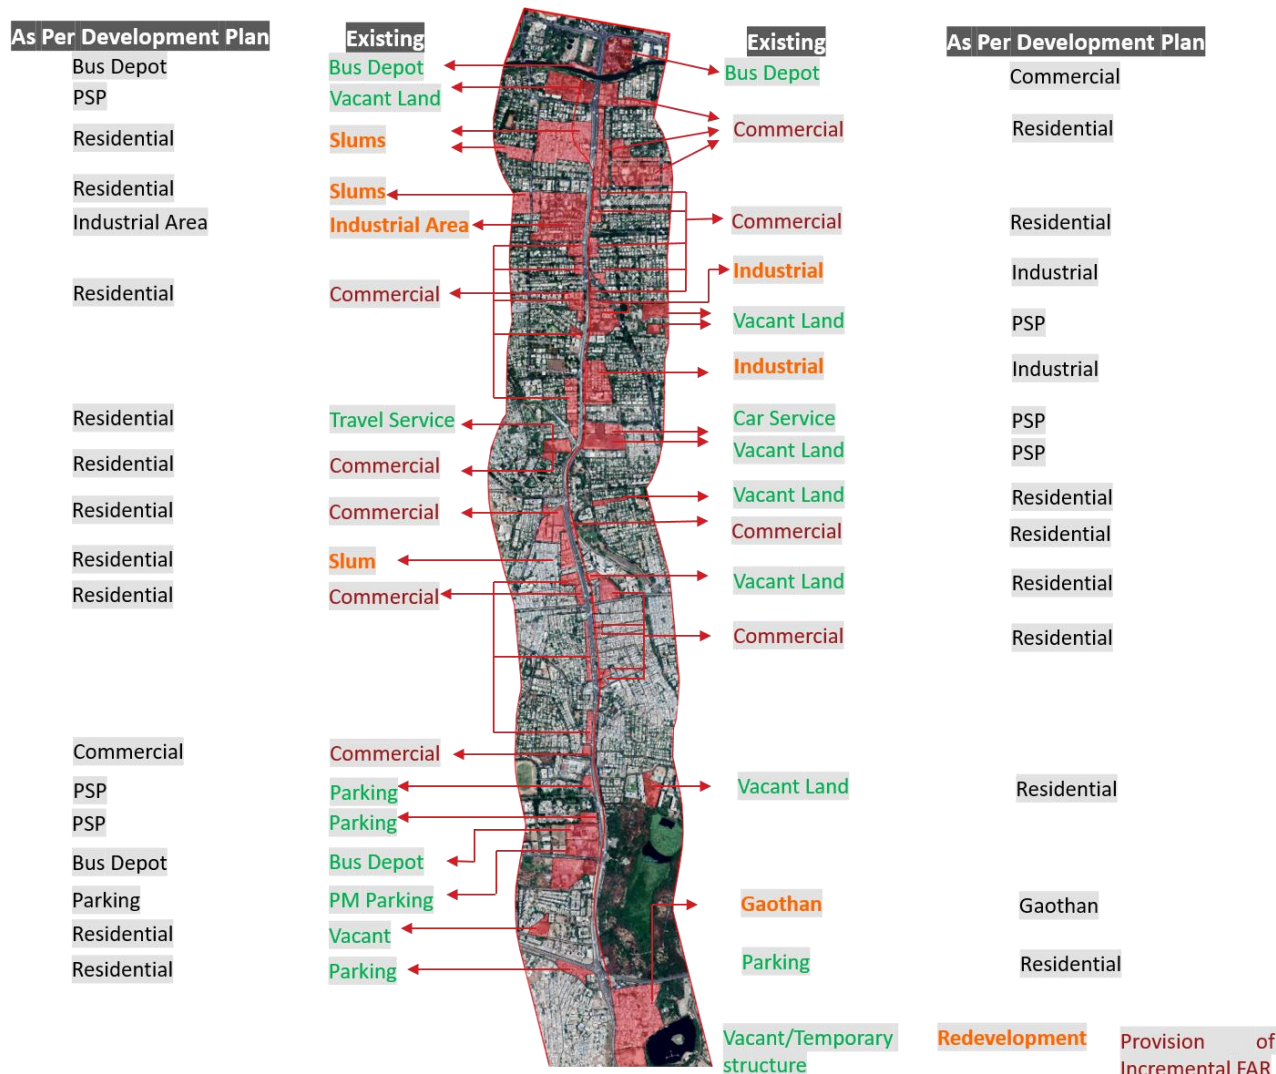 As Per Development Plan
Existing
Existing
As Per Development Plan
Bus Depot
Bus Depot
Bus Depot
Commercial
PSP
Vacant Land
Commercial
Residential
Residential
Slums
Residential
Slums
Commercial
Residential
Industrial Area
Industrial Area
Industrial
Industrial
Residential
Commercial
Vacant Land
PSP
Industrial
Industrial
Residential
Travel Service
Car Service
PSP
Vacant Land
PSP
Residential
Commercial
Vacant Land
Residential
Residential
Commercial
Commercial
Residential
Residential
Slum
Vacant Land
Residential
Residential
Commercial
Commercial
Residential
Commercial
Commercial
PSP
Parking
Vacant Land
Residential
PSP
Parking
Bus Depot
Bus Depot
Parking
PM Parking
Gaothan
Gaothan
Residential
Vacant
Residential
Parking
Parking
Residential
Vacant/Temporary
structure
Redevelopment
Provision of
Incremental FAR